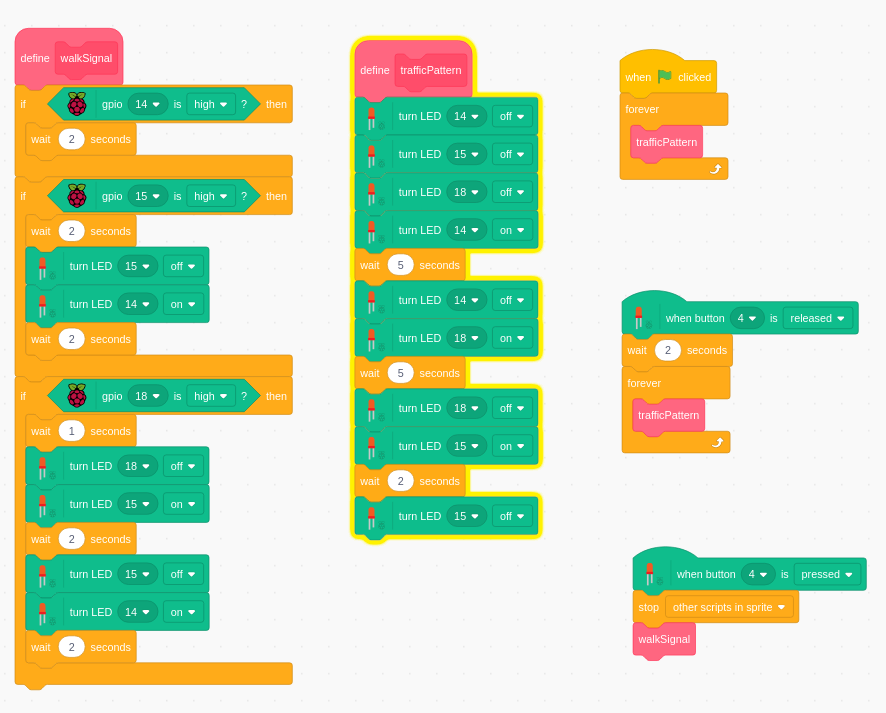 define walkSignal
if gpio 14 is high ? then
wait 2 seconds
if gpio 15 is high ? then
wait 2 seconds
turn LED 15 off
turn LED 14 on
wait 2 seconds
if gpio 18 is high ? then
wait 1 seconds
turn LED 18 off
turn LED 15 on
wait 2 seconds
turn LED 15 off
turn LED 14 on
wait 2 seconds
define trafficPattern
turn LED 14 off
turn LED 15 off
turn LED 18 off
turn LED 14 on
wait 5 seconds
turn LED 14 off
turn LED 18 on
wait 5 seconds
turn LED 18 off
turn LED 15 on
wait 2 seconds
turn LED 15 off
when clicked
forever
trafficPattern
when button 4 is released
wait 2 seconds
forever
trafficPattern
when button 4 is pressed
stop other scripts in sprite
walkSignal